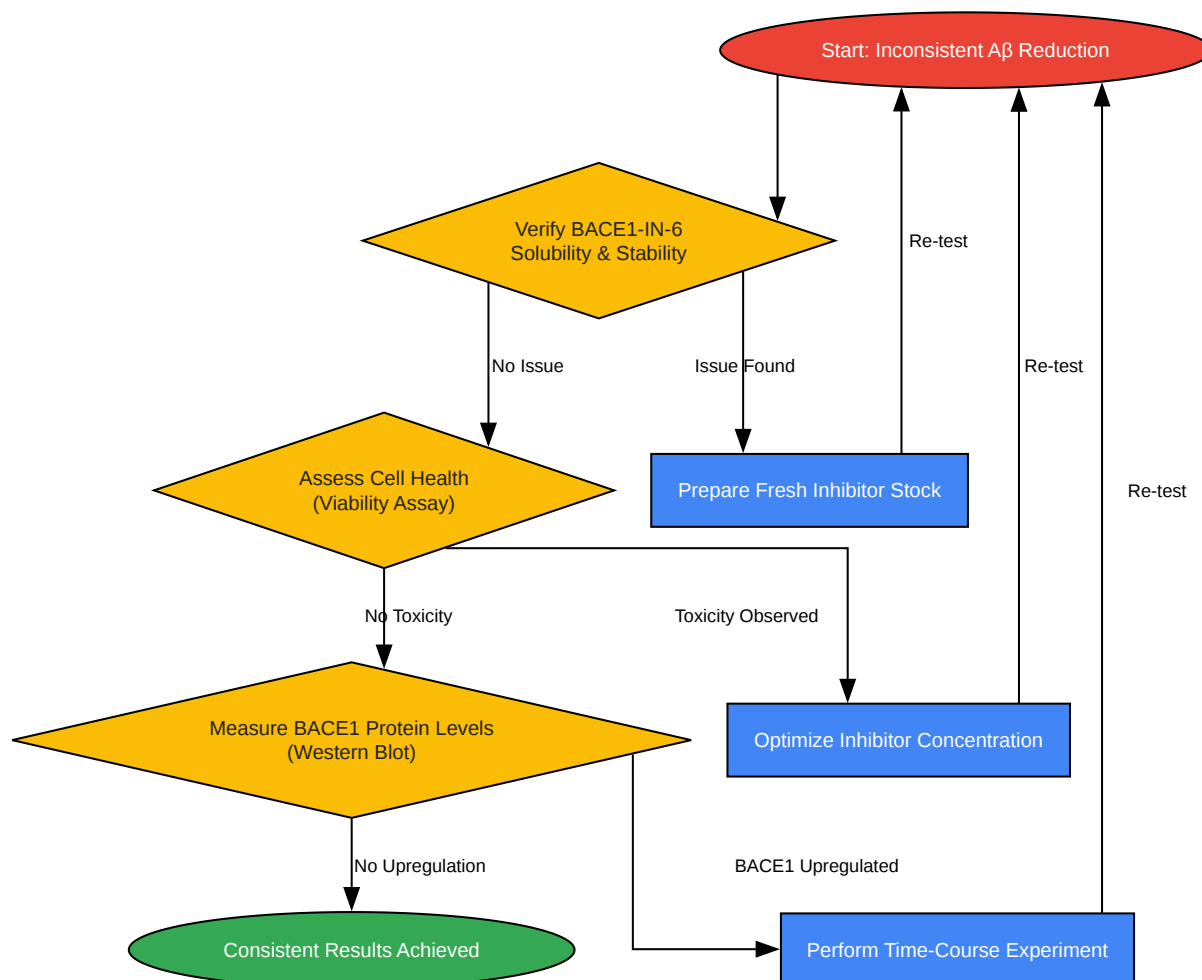 Start: Inconsistent Aβ Reduction
Verify BACE1-IN-6
Solubility & Stability
Re-test
No Issue
Issue Found
Re-test
Assess Cell Health
(Viability Assay)
Prepare Fresh Inhibitor Stock
Re-test
No Toxicity
Toxicity Observed
Measure BACE1 Protein Levels
(Western Blot)
Optimize Inhibitor Concentration
No Upregulation
BACE1 Upregulated
Consistent Results Achieved
Perform Time-Course Experiment